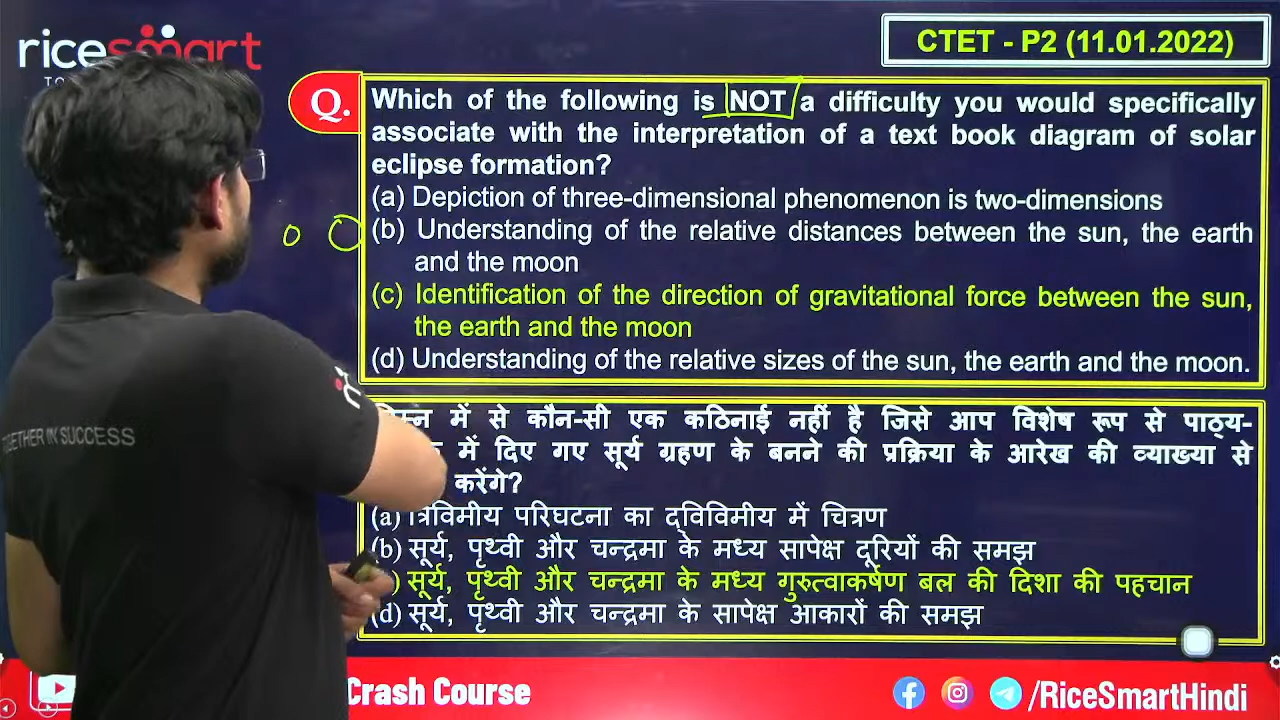 ricesmart
TO
CTET - P2 (11.01.2022)
Q. Which of the following is NOT a difficulty you would specifically
associate with the interpretation of a text book diagram of solar
eclipse formation?
(a) Depiction of three-dimensional phenomenon is two-dimensions
(b) Understanding of the relative distances between the sun, the earth
and the moon
(c) Identification of the direction of gravitational force between the sun,
the earth and the moon
(d) Understanding of the relative sizes of the sun, the earth and the moon.
में से कौन-सी एक कठिनाई नहीं है जिसे आप विशेष रूप से पाठ्य-
में दिए गए सूर्य ग्रहण के बनने की प्रक्रिया के आरेख की व्याख्या से
करेंगे?
(a) त्रिविमीय परिघटना का द्विविमीय में चित्रण
(b) सूर्य, पृथ्वी और चन्द्रमा के मध्य सापेक्ष दूरियों की समझ
सूर्य, पृथ्वी और चन्द्रमा के मध्य गुरुत्वाकर्षण बल की दिशा की पहचान
(d) सूर्य, पृथ्वी और चन्द्रमा के सापेक्ष आकारों की समझ
TOGETHER IN SUCCESS
Crash Course
/RiceSmartHindi